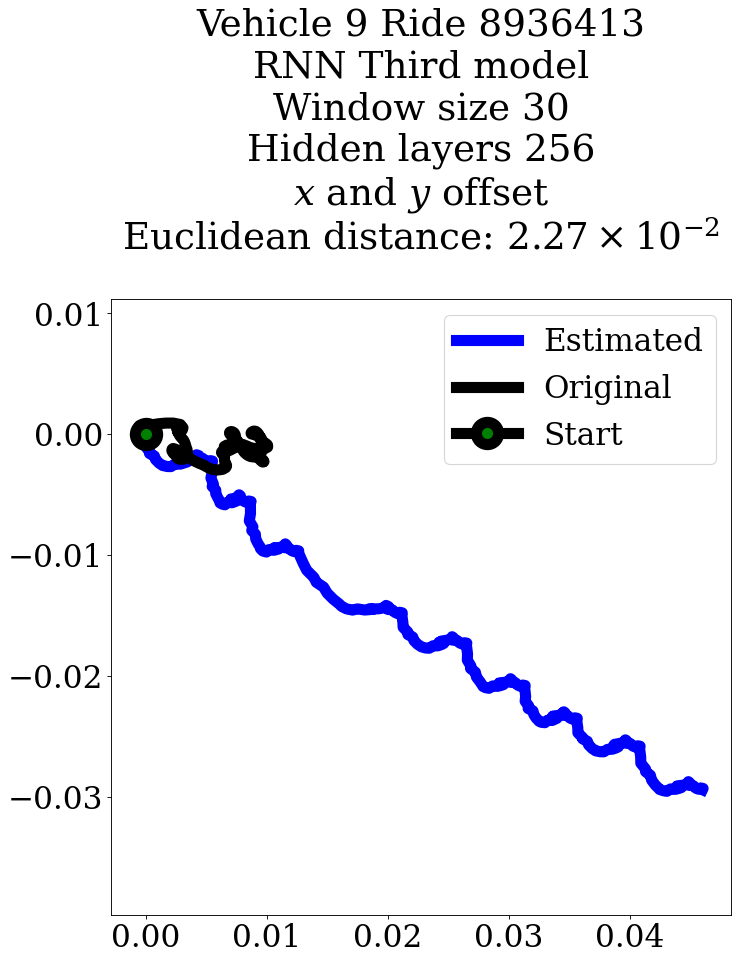 Vehicle 9 Ride 8936413
RNN Third model
Window size 30
Hidden layers 256
x and y offset
Euclidean distance: 2.27 × 10⁻²
Estimated
Original
Start
0.01
0.00
−0.01
−0.02
−0.03
0.00 0.01 0.02 0.03 0.04